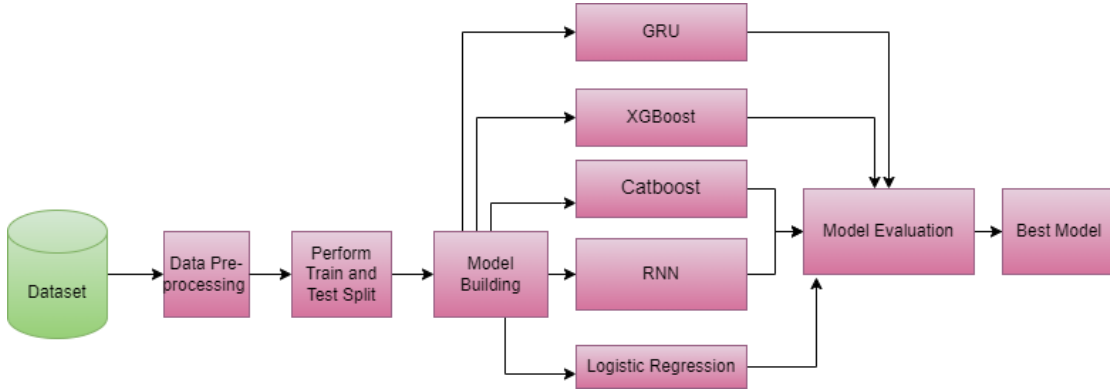 Dataset
Data Pre-
processing
Perform
Train and
Test Split
Model
Building
GRU
XGBoost
Catboost
RNN
Logistic Regression
Model Evaluation
Best Model